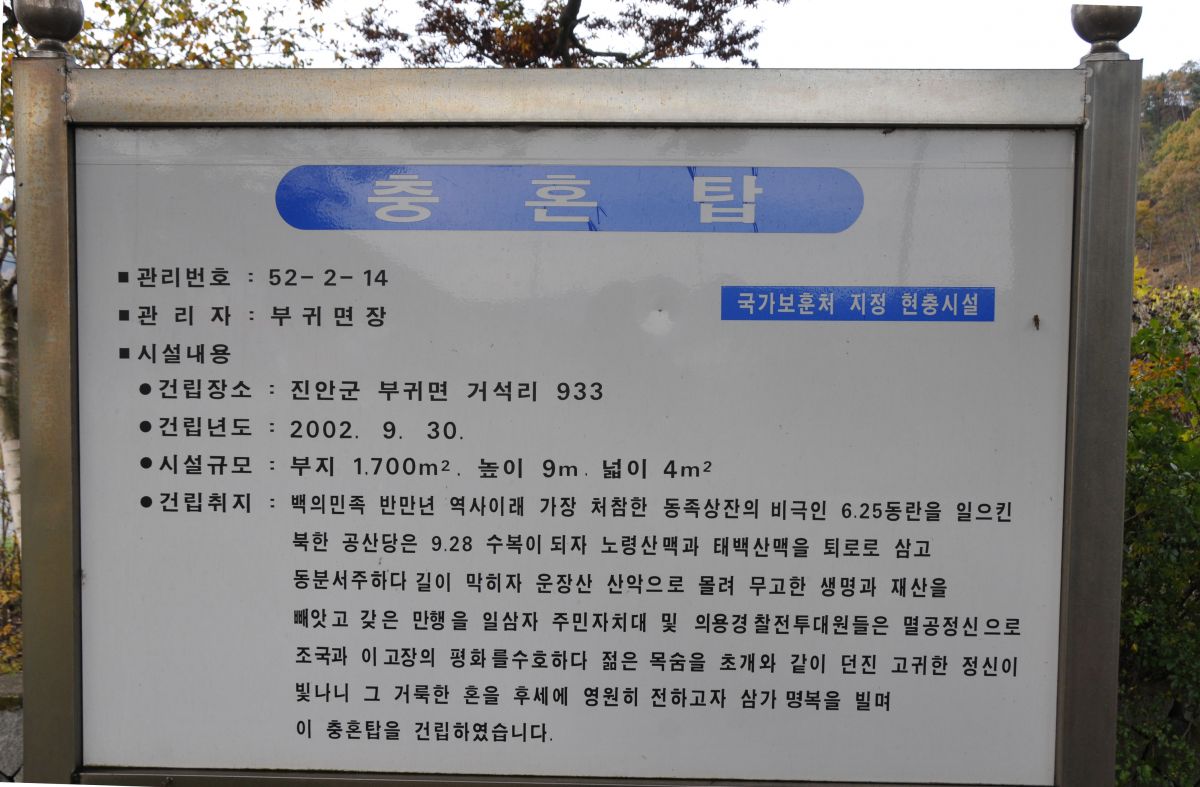 충 혼 탑
■ 관리번호 : 52-2-14
■ 관 리 자 : 부귀면장
국가보훈처 지정 현충시설
■ 시설내용
● 건립장소 : 진안군 부귀면 거석리 933
● 건립년도 : 2002. 9. 30.
● 시설규모 : 부지 1.700m². 높이 9m. 넓이 4m²
● 건립취지 : 백의민족 반만년 역사이래 가장 처참한 동족상잔의 비극인 6.25동란을 일으킨
북한 공산당은 9.28 수복이 되자 노령산맥과 태백산맥을 퇴로로 삼고
동분서주하다 길이 막히자 운장산 산악으로 몰려 무고한 생명과 재산을
빼앗고 갖은 만행을 일삼자 주민자치대 및 의용경찰전투대원들은 멸공정신으로
조국과 이 고장의 평화를수호하다 젊은 목숨을 초개와 같이 던진 고귀한 정신이
빛나니 그 거룩한 혼을 후세에 영원히 전하고자 삼가 명복을 빌며
이 충혼탑을 건립하였습니다.